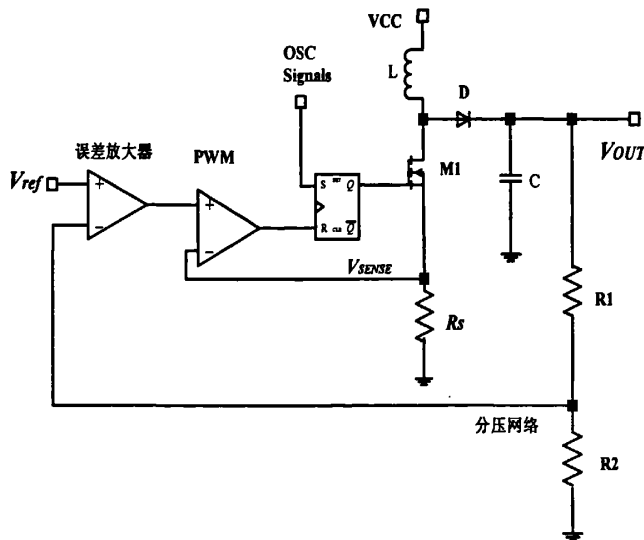 VCC
OSC
Signals
L
D
VOUT
误差放大器
PWM
M1
C
Vref
+
−
+
−
S Q
R Q̅
VSENSE
Rs
R1
分压网络
R2